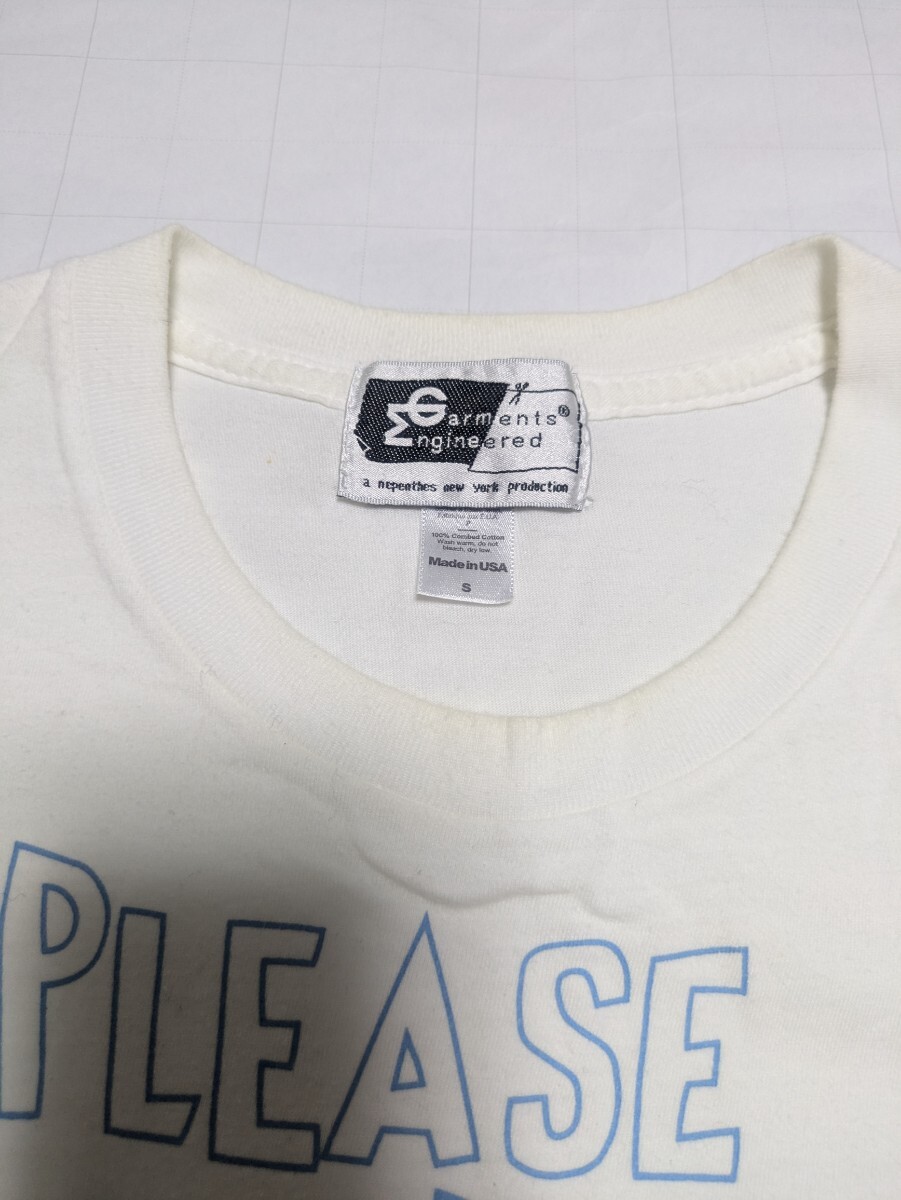 Garments®
Engineered
a nepenthes new york production
100% Combed Cotton
Wash warm, do not
bleach, dry low.
Made in USA
S
PLEASE